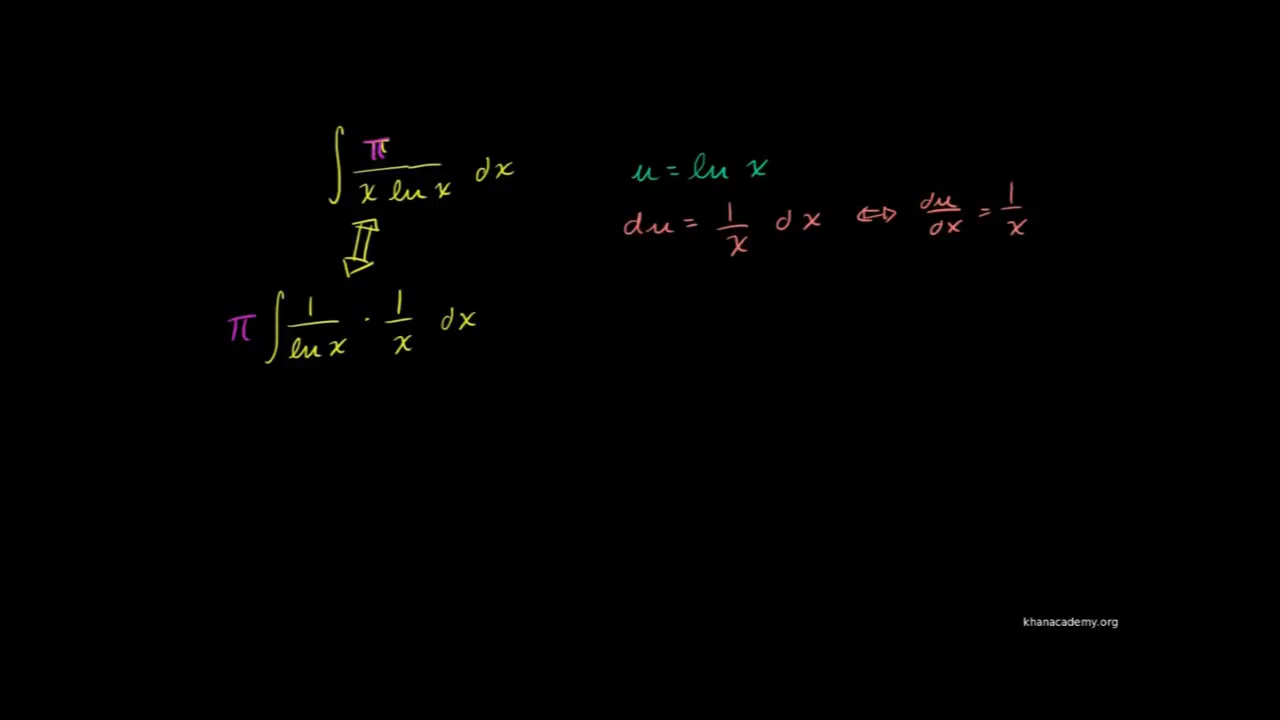 ∫ π/(x ln x) dx
u = ln x
du = 1/x dx ⇔ du/dx = 1/x
π ∫ 1/(ln x) · 1/x dx
khanacademy.org